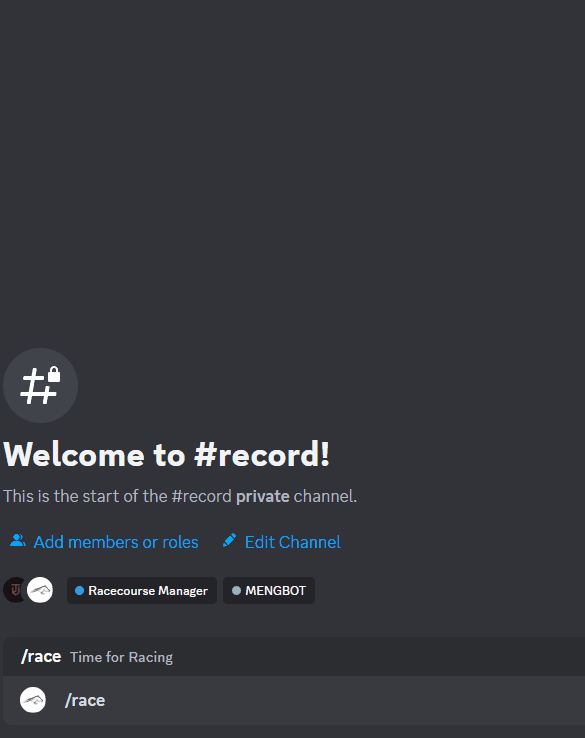 Welcome to #record!
This is the start of the #record private channel.
Add members or roles Edit Channel
Racecourse Manager MENGBOT
/race Time for Racing
/race